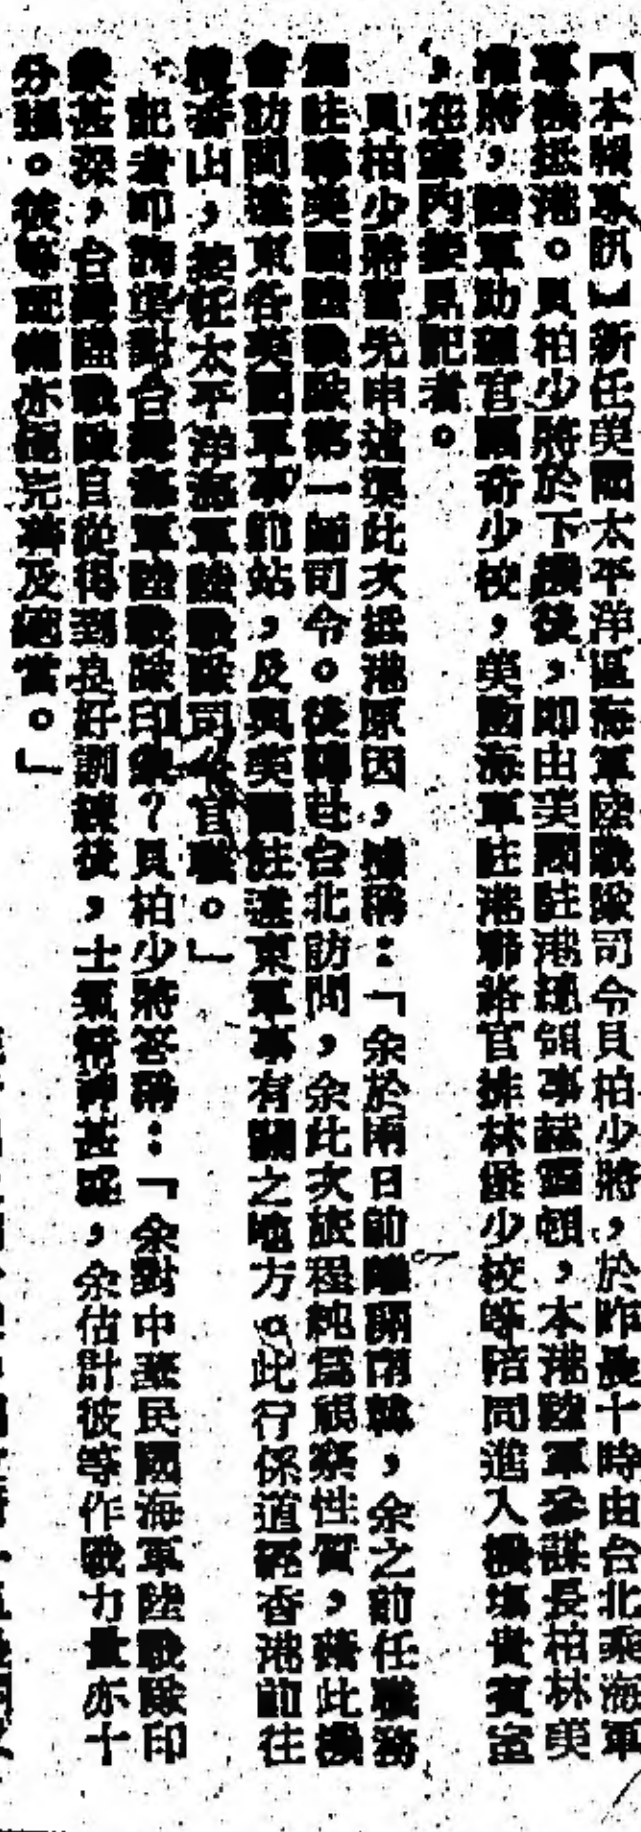 【本報專訊】新任美國太平洋區海軍陸戰隊司令貝柏少將，於昨晨十時由台北乘海軍
專機抵港。貝柏少將於下機後，即由美國駐港總領事　頓，本港陸軍參謀長柏林美
准將，陸軍助理官　奇少校，美國海軍駐港聯絡官　林　少校等陪同進入機塲貴賓室
，在室內接見記者。
貝柏少將首先申述渠此次抵港原因，據稱：「余於兩日前離開南韓，余之前任職務
為駐韓美國陸戰隊第一師司令。後轉赴台北訪問，余此次旅程純為視察性質，藉此機
會訪問遠東各美國軍事前站，及與美國駐遠東軍事有關之地方。此行係道經香港前往
檀香山，接任太平洋海軍陸戰隊司令官職。」
記者叩詢渠對台灣海軍陸戰隊印象？貝柏少將答稱：「余對中華民國海軍陸戰隊印
象甚深，台灣陸戰隊自從得到良好訓練後，士氣精神甚盛，余估計彼等作戰力量亦十
分強。彼等配備亦極完善及適當。」